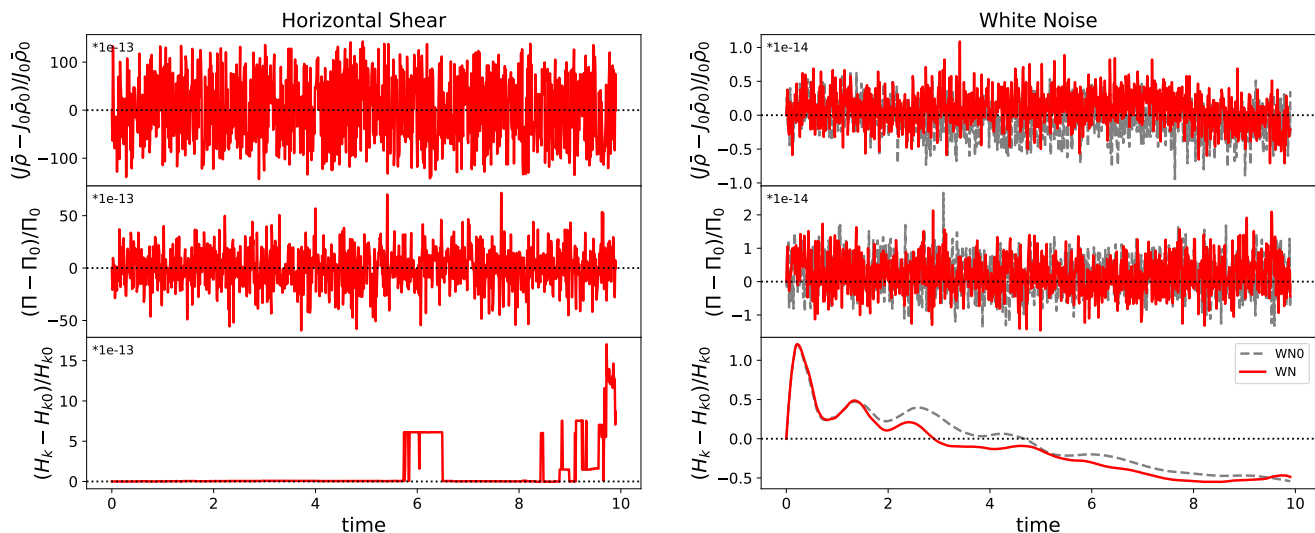 Horizontal Shear
*1e-13
(Jρ̄ − J₀ρ̄₀)/J₀ρ̄₀
100
0
−100
*1e-13
(Π − Π₀)/Π₀
50
0
−50
*1e-13
(Hₖ − Hₖ₀)/Hₖ₀
15
10
5
0
0
2
4
6
8
10
time
White Noise
*1e-14
(Jρ̄ − J₀ρ̄₀)/J₀ρ̄₀
1.0
0.5
0.0
−0.5
−1.0
*1e-14
(Π − Π₀)/Π₀
2
1
0
−1
WN0
WN
(Hₖ − Hₖ₀)/Hₖ₀
1.0
0.5
0.0
−0.5
0
2
4
6
8
10
time